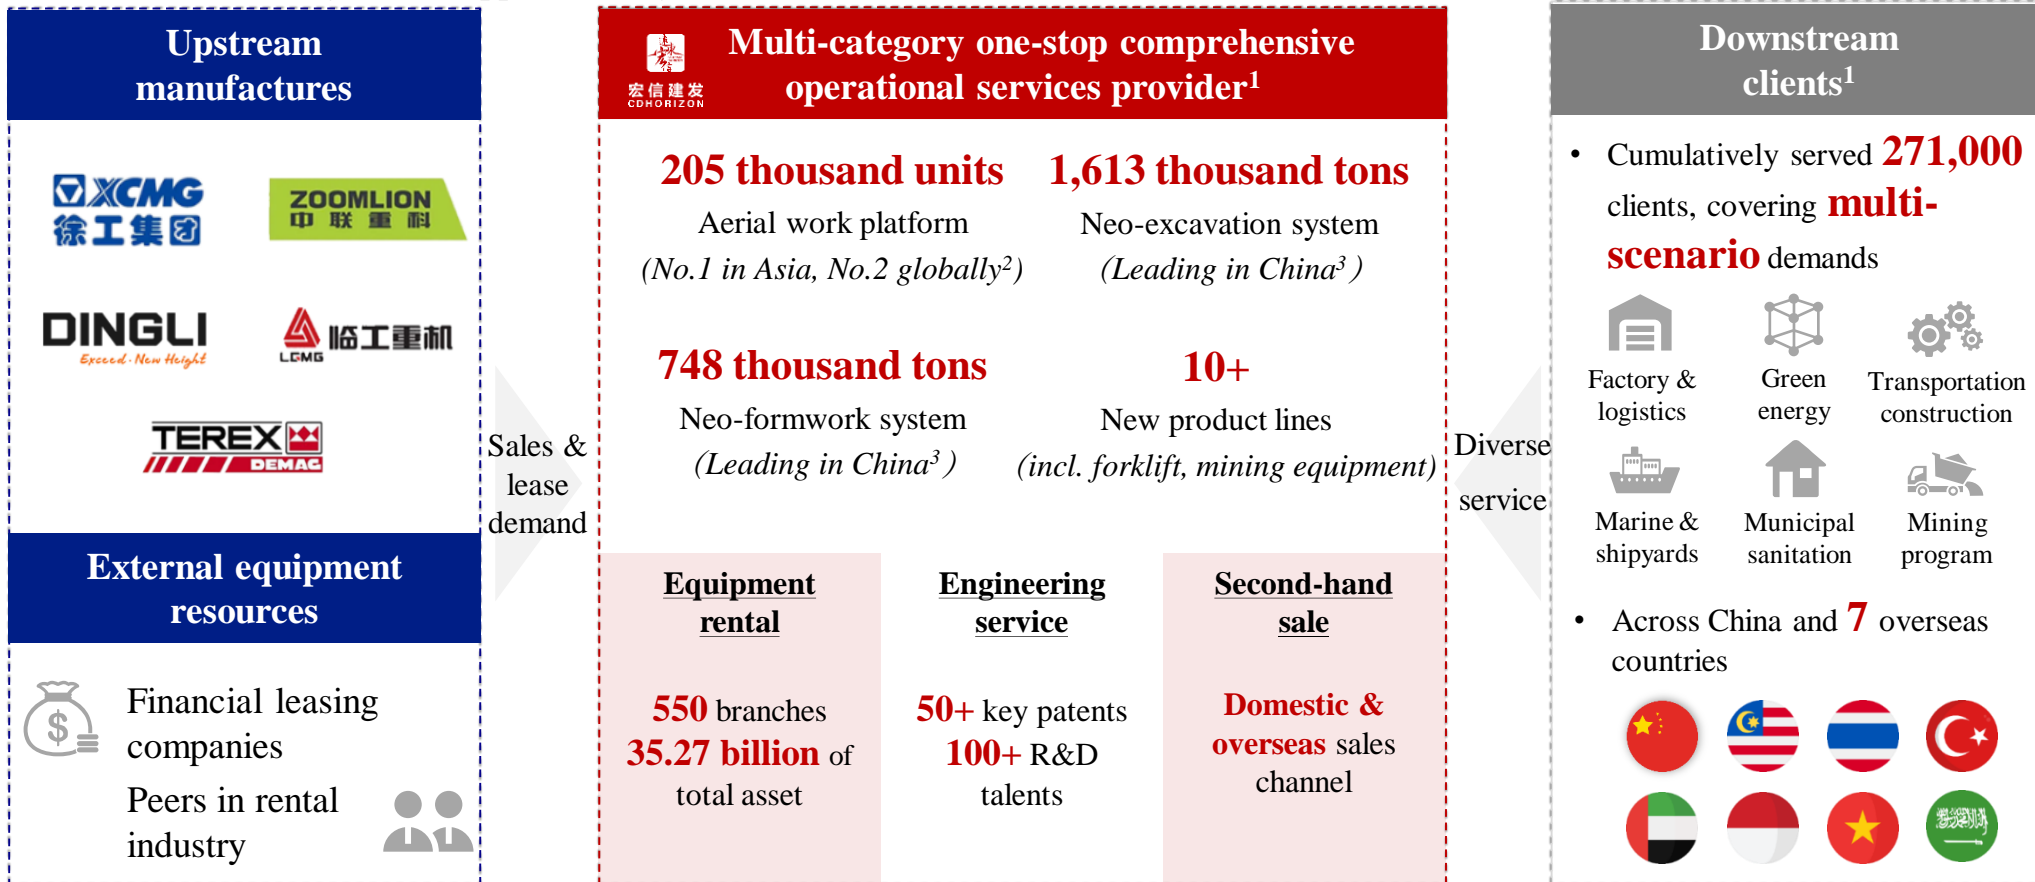 Upstream
manufactures
XCMG
徐工集团
ZOOMLION
中联重科
DINGLI
Exceed · New Height
LGMG
临工重机
TEREX
DEMAG
External equipment
resources
$
Financial leasing
companies
Peers in rental
industry
Sales &
lease
demand
宏信建发
CDHORIZON
Multi-category one-stop comprehensive
operational services provider1
205 thousand units
Aerial work platform
(No.1 in Asia, No.2 globally2)
1,613 thousand tons
Neo-excavation system
(Leading in China3)
748 thousand tons
Neo-formwork system
(Leading in China3)
10+
New product lines
(incl. forklift, mining equipment)
Equipment
rental
550 branches
35.27 billion of
total asset
Engineering
service
50+ key patents
100+ R&D
talents
Second-hand
sale
Domestic &
overseas sales
channel
Diverse
service
Downstream
clients1
• Cumulatively served 271,000
clients, covering multi-
scenario demands
Factory &
logistics
Green
energy
Transportation
construction
Marine &
shipyards
Municipal
sanitation
Mining
program
• Across China and 7 overseas
countries